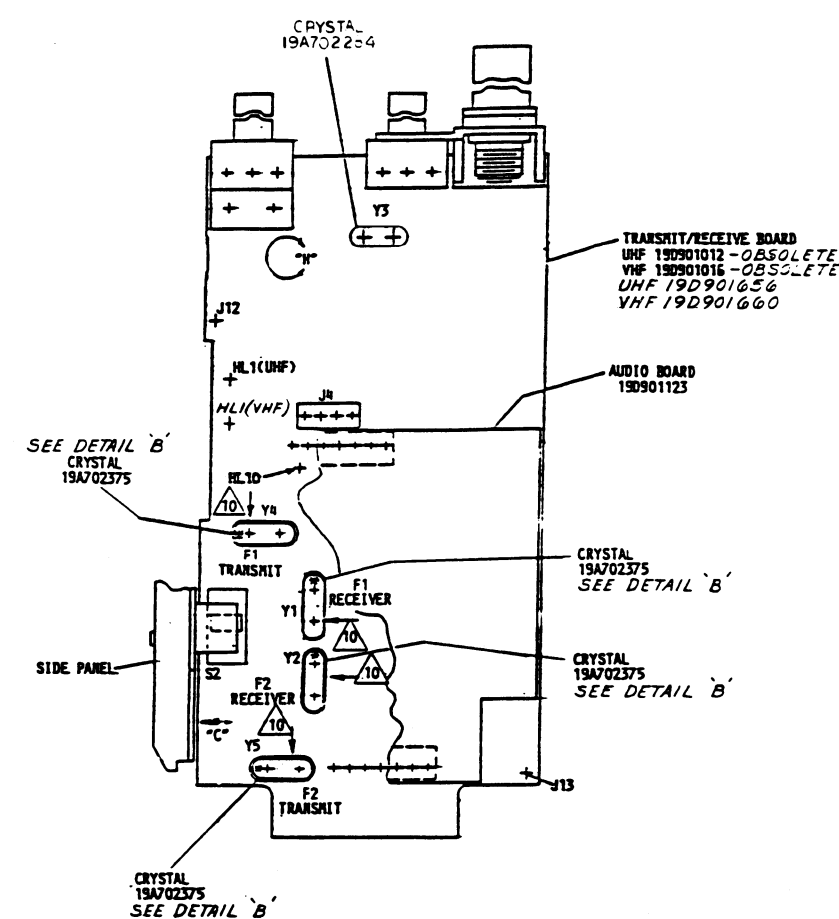 CRYSTAL
Y3
"H"
TRANSMIT/RECEIVE BOARD
UHF 19D901012 - OBSOLETE
VHF 19D901016 - OBSOLETE
UHF 19D901656
VHF 19D901660
J12
HL1(UHF)
HL1(VHF)
J4
AUDIO BOARD
19D901123
SEE DETAIL 'B'
CRYSTAL
19A702375
HL10
10
Y4
F1
TRANSMIT
CRYSTAL
19A702375
SEE DETAIL 'B'
F1
RECEIVER
Y1
10
SIDE PANEL
S2
Y2
10
CRYSTAL
19A702375
SEE DETAIL 'B'
F2
RECEIVER
10
"C"
Y5
F2
TRANSMIT
J13
CRYSTAL
19A702375
SEE DETAIL 'B'